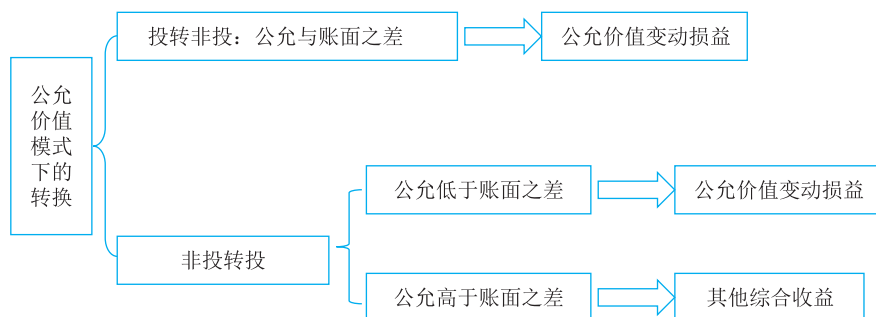 公允
价值
模式
下的
转换
投转非投：公允与账面之差
公允价值变动损益
非投转投
公允低于账面之差
公允价值变动损益
公允高于账面之差
其他综合收益